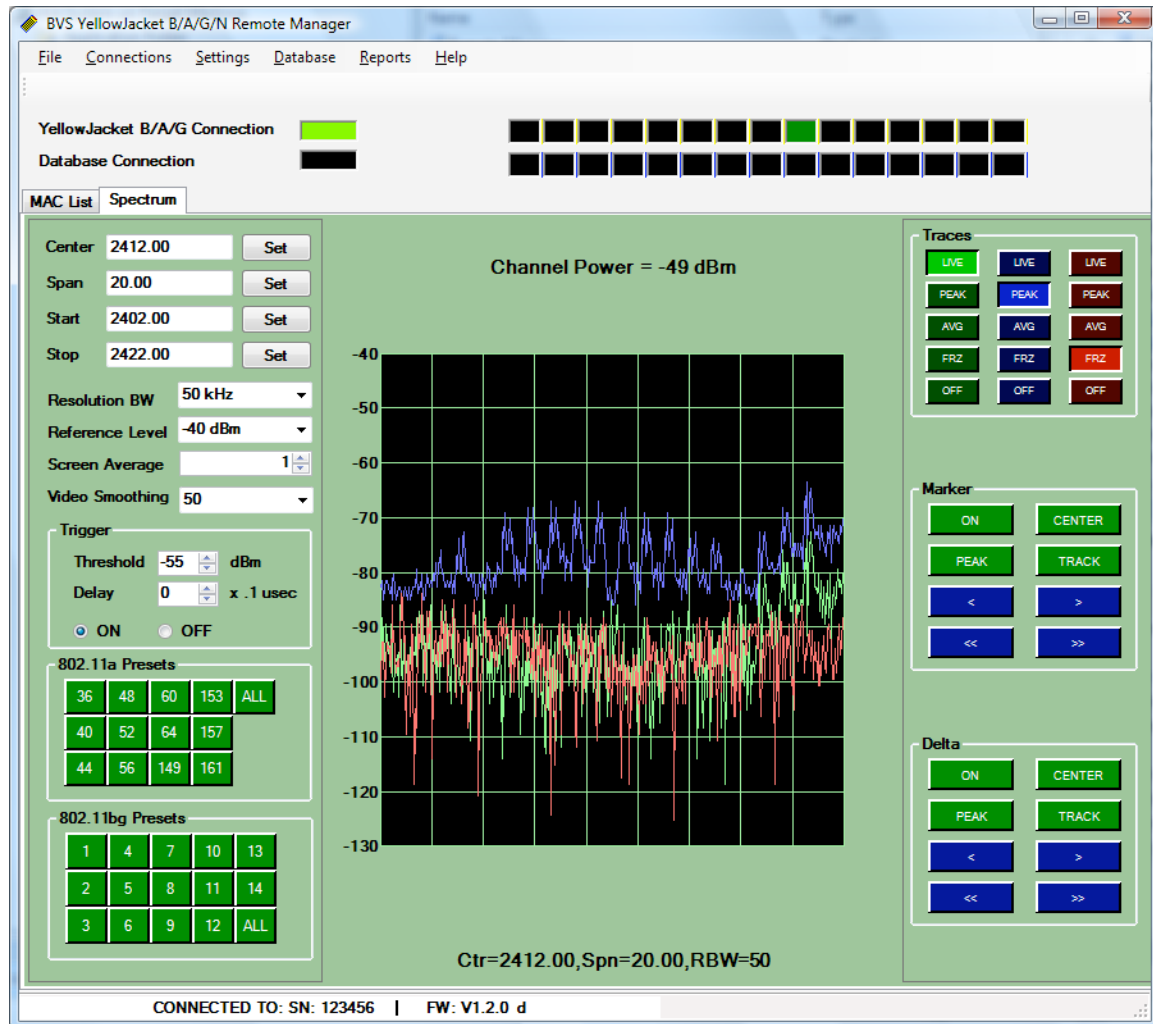 BVS YellowJacket B/A/G/N Remote Manager
File Connections Settings Database Reports Help
YellowJacket B/A/G Connection
Database Connection
MAC List Spectrum
Center 2412.00 Set
Span 20.00 Set
Start 2402.00 Set
Stop 2422.00 Set
Resolution BW 50 kHz
Reference Level -40 dBm
Screen Average 1
Video Smoothing 50
Trigger
Threshold -55 dBm
Delay 0 x .1 usec
ON OFF
802.11a Presets
36 48 60 153 ALL
40 52 64 157
44 56 149 161
802.11bg Presets
1 4 7 10 13
2 5 8 11 14
3 6 9 12 ALL
Channel Power = -49 dBm
-40
-50
-60
-70
-80
-90
-100
-110
-120
-130
Ctr=2412.00,Spn=20.00,RBW=50
Traces
LIVE LIVE LIVE
PEAK PEAK PEAK
AVG AVG AVG
FRZ FRZ FRZ
OFF OFF OFF
Marker
ON CENTER
PEAK TRACK
< >
<< >>
Delta
ON CENTER
PEAK TRACK
< >
<< >>
CONNECTED TO: SN: 123456 | FW: V1.2.0 d